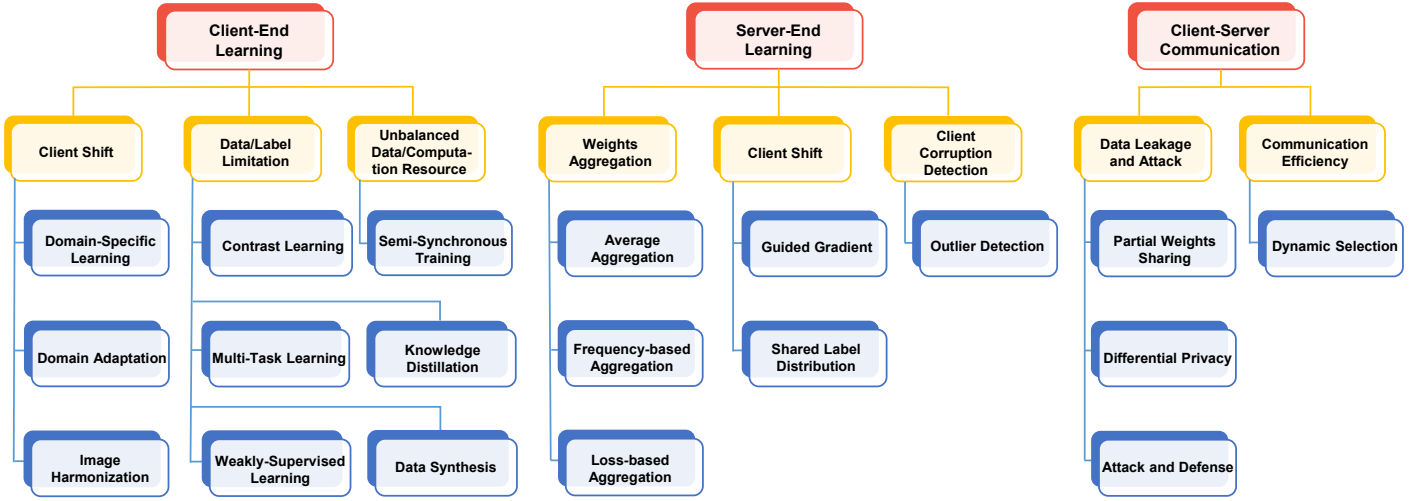 Client-End
Learning
Server-End
Learning
Client-Server
Communication
Client Shift
Data/Label
Limitation
Unbalanced
Data/Computa-
tion Resource
Weights
Aggregation
Client Shift
Client
Corruption
Detection
Data Leakage
and Attack
Communication
Efficiency
Domain-Specific
Learning
Contrast Learning
Semi-Synchronous
Training
Average
Aggregation
Guided Gradient
Outlier Detection
Partial Weights
Sharing
Dynamic Selection
Domain Adaptation
Multi-Task Learning
Knowledge
Distillation
Frequency-based
Aggregation
Shared Label
Distribution
Differential Privacy
Image
Harmonization
Weakly-Supervised
Learning
Data Synthesis
Loss-based
Aggregation
Attack and Defense